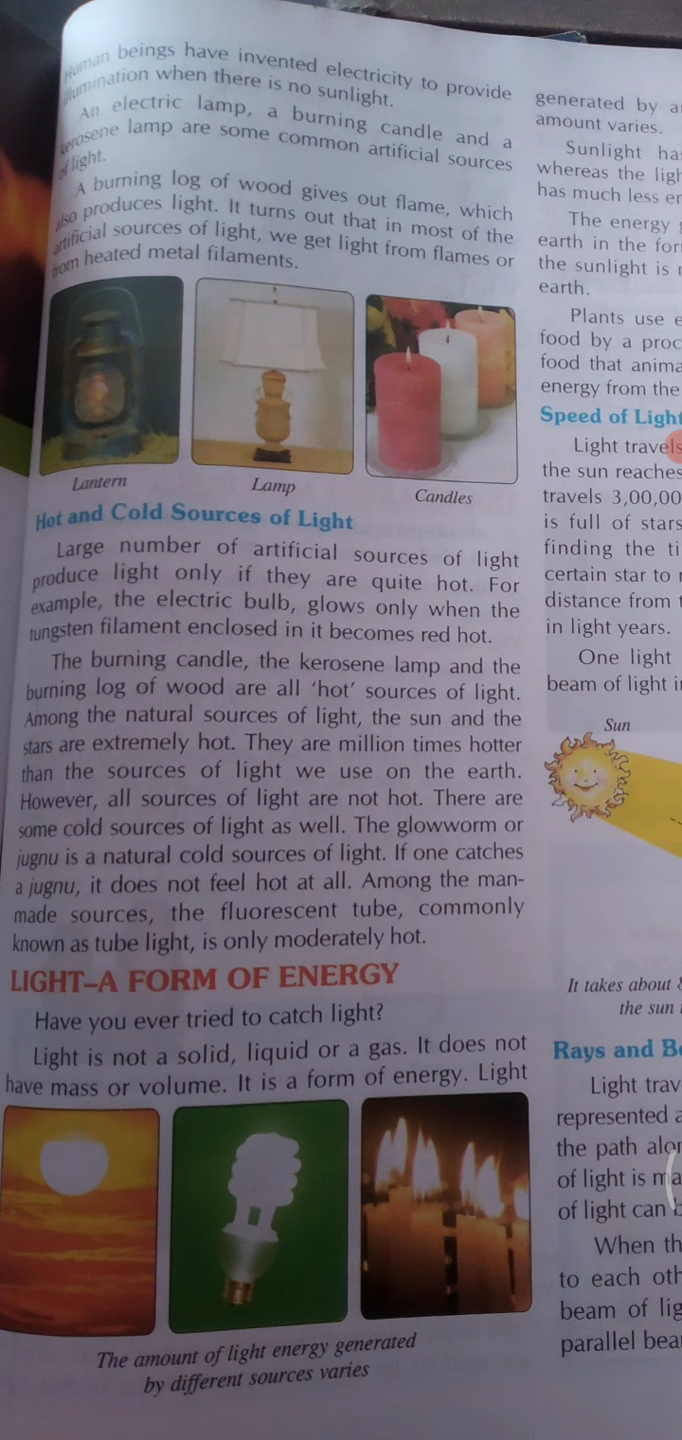 Human beings have invented electricity to provide
illumination when there is no sunlight.
An electric lamp, a burning candle and a
kerosene lamp are some common artificial sources
of light.
A burning log of wood gives out flame, which
also produces light. It turns out that in most of the
artificial sources of light, we get light from flames or
from heated metal filaments.
Lantern
Lamp
Candles
Hot and Cold Sources of Light
Large number of artificial sources of light
produce light only if they are quite hot. For
example, the electric bulb, glows only when the
tungsten filament enclosed in it becomes red hot.
The burning candle, the kerosene lamp and the
burning log of wood are all 'hot' sources of light.
Among the natural sources of light, the sun and the
stars are extremely hot. They are million times hotter
than the sources of light we use on the earth.
However, all sources of light are not hot. There are
some cold sources of light as well. The glowworm or
jugnu is a natural cold sources of light. If one catches
a jugnu, it does not feel hot at all. Among the man-
made sources, the fluorescent tube, commonly
known as tube light, is only moderately hot.
LIGHT–A FORM OF ENERGY
Have you ever tried to catch light?
Light is not a solid, liquid or a gas. It does not
have mass or volume. It is a form of energy. Light
The amount of light energy generated
by different sources varies
generated by
amount varies.
Sunlight
whereas the
has much less
The energy
earth in the
the sunlight is
earth.
Plants use
food by a
food that
energy from the
Speed of Light
Light travels
the sun reaches
travels 3,00,00
is full of stars
finding the
certain star to
distance from
in light years.
One light
beam of light
Sun
It takes about
the sun
Rays and
Light
represented
the path
of light is
of light can
When
to each
beam of
parallel